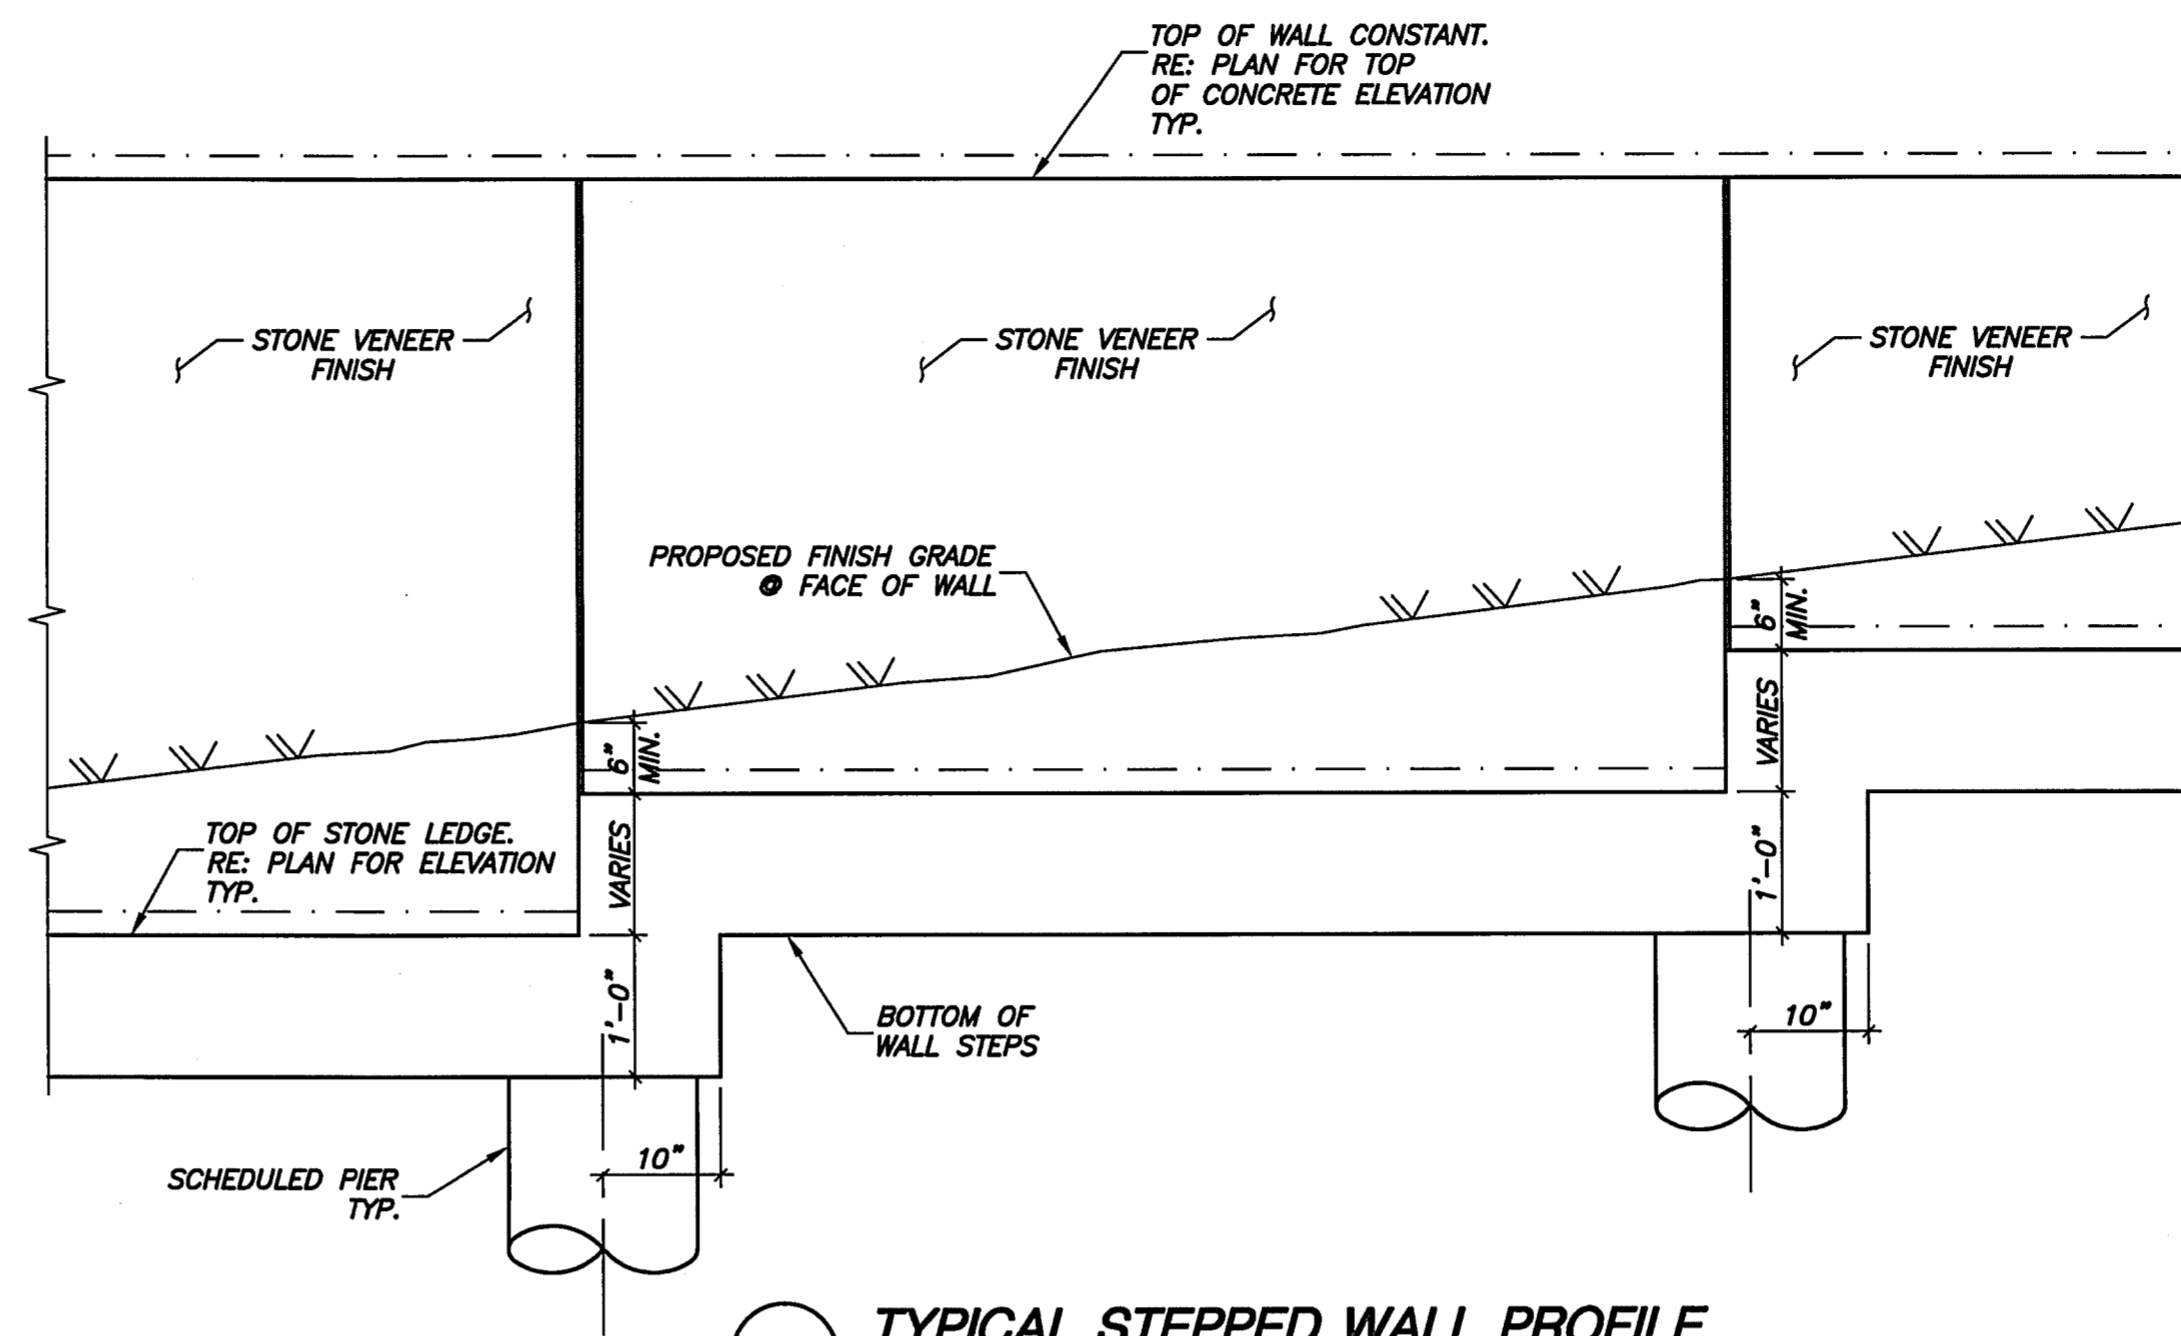 TOP OF WALL CONSTANT.
RE: PLAN FOR TOP
OF CONCRETE ELEVATION
TYP.
STONE VENEER
FINISH
STONE VENEER
FINISH
STONE VENEER
FINISH
PROPOSED FINISH GRADE
@ FACE OF WALL
6"
MIN.
VARIES
1'-0"
10"
6"
MIN.
VARIES
1'-0"
10"
TOP OF STONE LEDGE.
RE: PLAN FOR ELEVATION
TYP.
BOTTOM OF
WALL STEPS
SCHEDULED PIER
TYP.
TYPICAL STEPPED WALL PROFILE